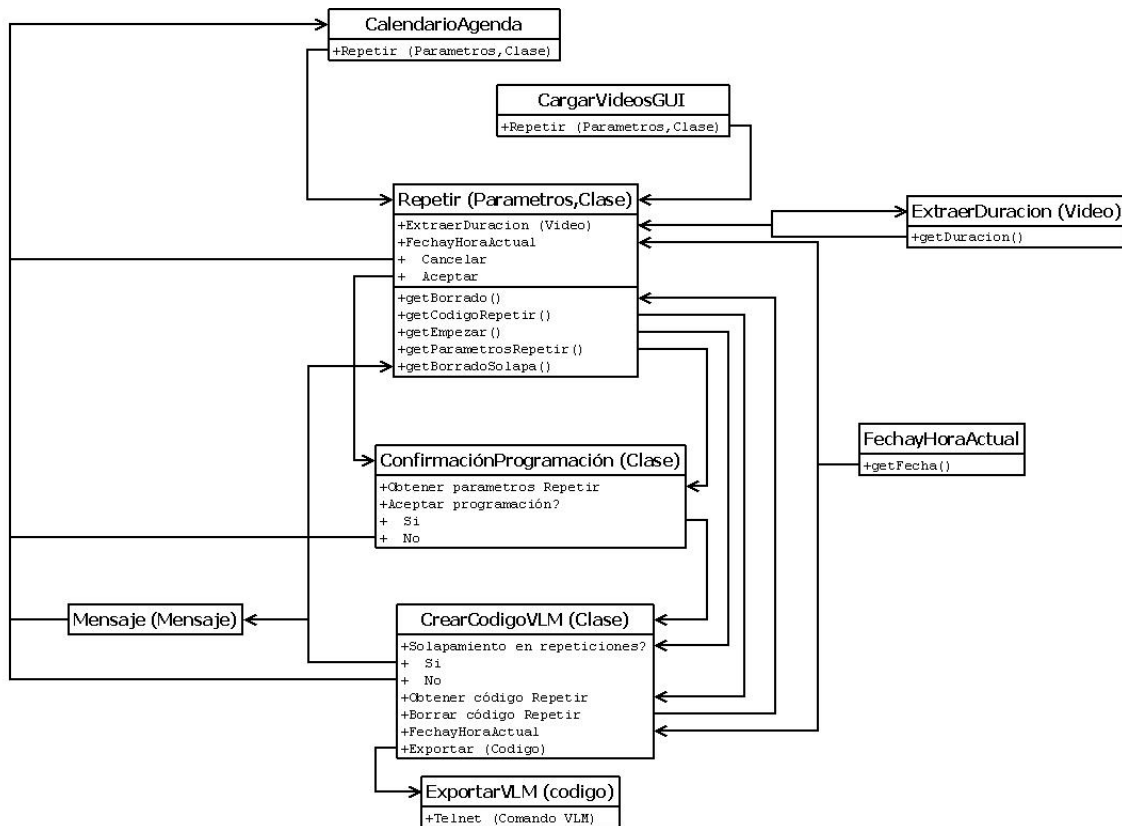 CalendarioAgenda
+Repetir (Parametros,Clase)
CargarVideosGUI
+Repetir (Parametros,Clase)
Repetir (Parametros,Clase)
+ExtraerDuracion (Video)
+FechayHoraActual
+ Cancelar
+ Aceptar
+getBorrado()
+getCodigoRepetir()
+getEmpezar()
+getParametrosRepetir()
+getBorradoSolapa()
ExtraerDuracion (Video)
+getDuracion()
FechayHoraActual
+getFecha()
ConfirmaciónProgramación (Clase)
+Obtener parametros Repetir
+Aceptar programación?
+ Si
+ No
Mensaje (Mensaje)
CrearCodigoVLM (Clase)
+Solapamiento en repeticiones?
+ Si
+ No
+Obtener código Repetir
+Borrar código Repetir
+FechayHoraActual
+Exportar (Codigo)
ExportarVLM (codigo)
+Telnet (Comando VLM)